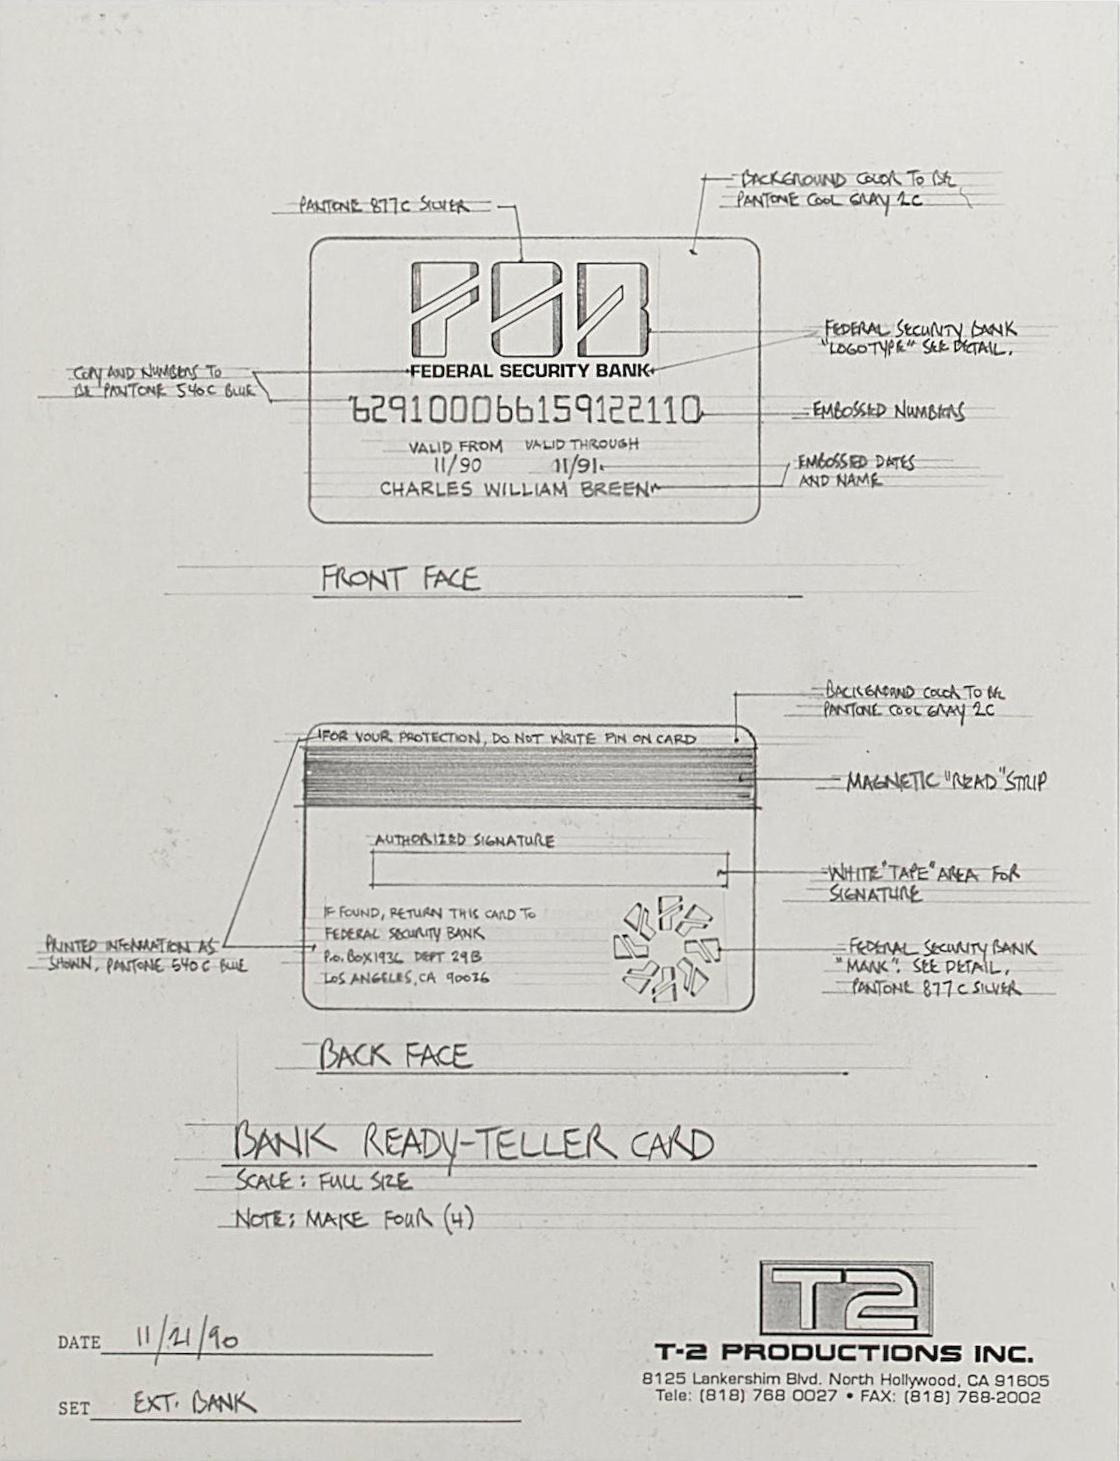 BACKGROUND COLOR TO BE
PANTONE COOL GRAY 2C
PANTONE 877C SILVER
FSB
FEDERAL SECURITY BANK
"LOGOTYPE" SEE DETAIL.
COPY AND NUMBERS TO
BE PANTONE 540C BLUE
FEDERAL SECURITY BANK
62910006615912211O
EMBOSSED NUMBERS
VALID FROM VALID THROUGH
11/90 11/91
EMBOSSED DATES
AND NAME
CHARLES WILLIAM BREEN
FRONT FACE
BACKGROUND COLOR TO BE
PANTONE COOL GRAY 2C
FOR YOUR PROTECTION, DO NOT WRITE PIN ON CARD
MAGNETIC "READ" STRIP
AUTHORIZED SIGNATURE
WHITE "TAPE" AREA FOR
SIGNATURE
IF FOUND, RETURN THIS CARD TO
FEDERAL SECURITY BANK
P.O. BOX 1936 DEPT 29B
LOS ANGELES, CA 90036
PRINTED INFORMATION AS
SHOWN, PANTONE 540 C BLUE
FEDERAL SECURITY BANK
"MARK". SEE DETAIL,
PANTONE 877 C SILVER
BACK FACE
BANK READY-TELLER CARD
SCALE: FULL SIZE
NOTE: MAKE FOUR (4)
DATE 11/21/90
SET EXT. BANK
T2
T-2 PRODUCTIONS INC.
8125 Lankershim Blvd. North Hollywood, CA 91605
Tele: (818) 768 0027 • FAX: (818) 768-2002